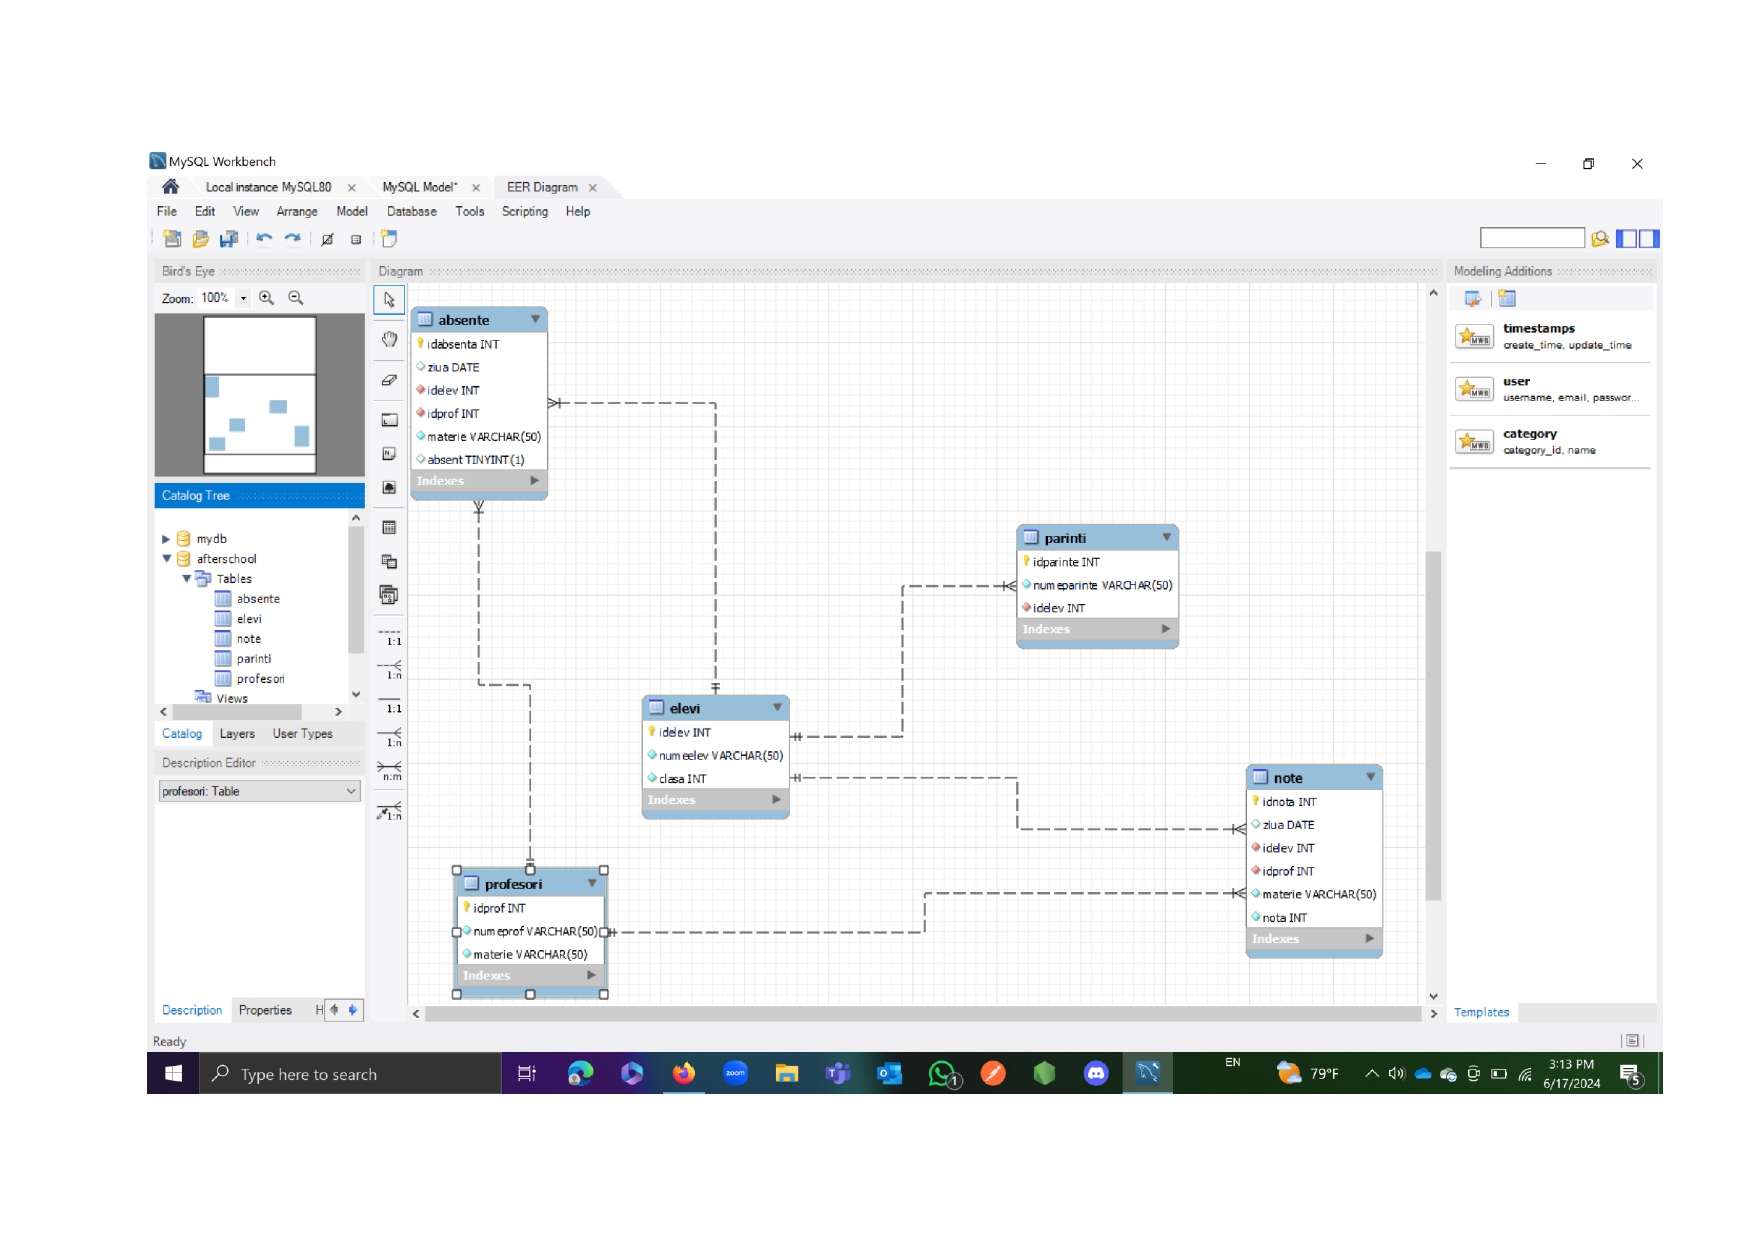 MySQL Workbench
Local instance MySQL80
MySQL Model*
EER Diagram
File Edit View Arrange Model Database Tools Scripting Help
Bird's Eye
Zoom: 100%
Catalog Tree
mydb
afterschool
Tables
absente
elevi
note
parinti
profesori
Views
Catalog Layers User Types
Description Editor
profesori: Table
Description Properties H
Ready
Diagram
1:1
1:n
1:1
1:n
n:m
1:n
absente
idabsenta INT
ziua DATE
idelev INT
idprof INT
materie VARCHAR(50)
absent TINYINT(1)
Indexes
parinti
idparinte INT
numeparinte VARCHAR(50)
idelev INT
Indexes
elevi
idelev INT
numeelev VARCHAR(50)
clasa INT
Indexes
note
idnota INT
ziua DATE
idelev INT
idprof INT
materie VARCHAR(50)
nota INT
Indexes
profesori
idprof INT
numeprof VARCHAR(50)
materie VARCHAR(50)
Indexes
Modeling Additions
MWB
timestamps
create_time, update_time
MWB
user
username, email, passwor...
MWB
category
category_id, name
Templates
Type here to search
zoom
1
EN
79°F
3:13 PM
6/17/2024
5